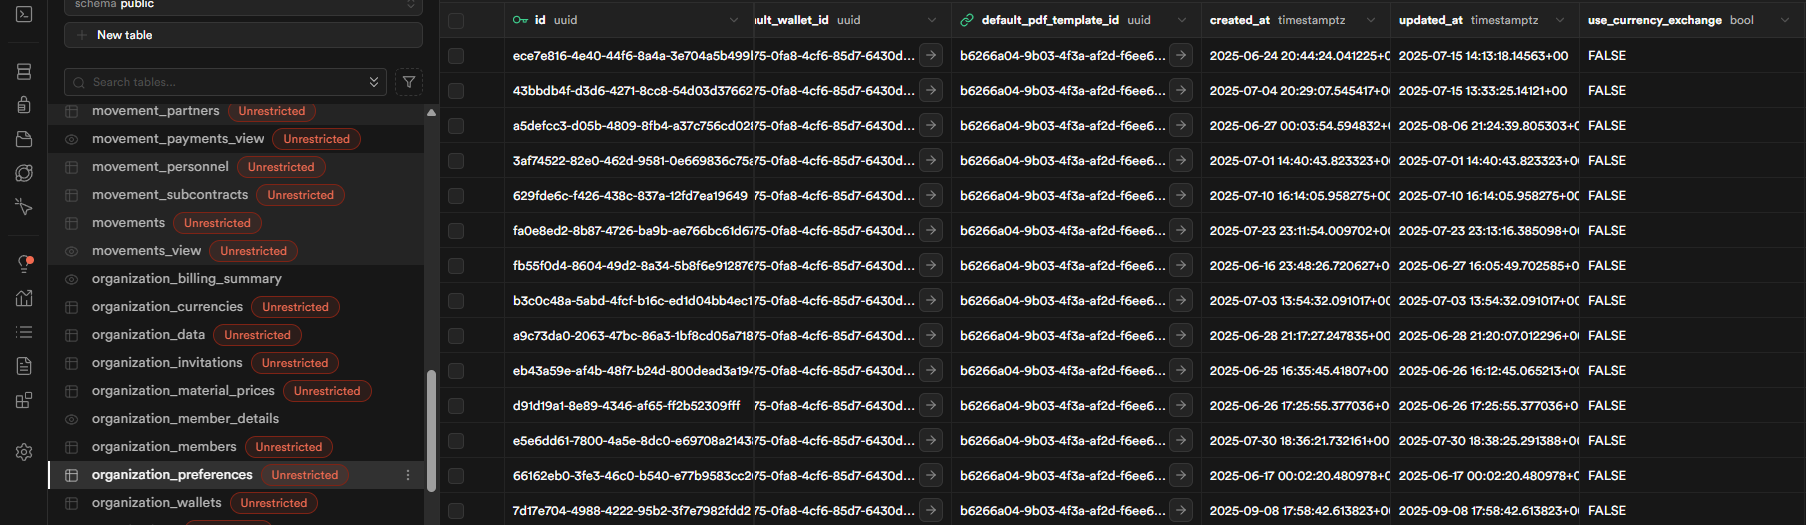 schema public
New table
Search tables...
movement_partners Unrestricted
movement_payments_view Unrestricted
movement_personnel Unrestricted
movement_subcontracts Unrestricted
movements Unrestricted
movements_view Unrestricted
organization_billing_summary
organization_currencies Unrestricted
organization_data Unrestricted
organization_invitations Unrestricted
organization_material_prices Unrestricted
organization_member_details
organization_members Unrestricted
organization_preferences Unrestricted
organization_wallets Unrestricted
id uuid ult_wallet_id uuid default_pdf_template_id uuid created_at timestamptz updated_at timestamptz use_currency_exchange bool
ece7e816-4e40-44f6-8a4a-3e704a5b499 75-0fa8-4cf6-85d7-6430d... b6266a04-9b03-4f3a-af2d-f6ee6... 2025-06-24 20:44:24.041225+0 2025-07-15 14:13:18.14563+00 FALSE
43bbdb4f-d3d6-4271-8cc8-54d03d37662 75-0fa8-4cf6-85d7-6430d... b6266a04-9b03-4f3a-af2d-f6ee6... 2025-07-04 20:29:07.545417+0 2025-07-15 13:33:25.14121+00 FALSE
a5defcc3-d05b-4809-8fb4-a37c756cd02 75-0fa8-4cf6-85d7-6430d... b6266a04-9b03-4f3a-af2d-f6ee6... 2025-06-27 00:03:54.594832+ 2025-08-06 21:24:39.805303+0 FALSE
3af74522-82e0-462d-9581-0e669836c75 75-0fa8-4cf6-85d7-6430d... b6266a04-9b03-4f3a-af2d-f6ee6... 2025-07-01 14:40:43.823323+0 2025-07-01 14:40:43.823323+0 FALSE
629fde6c-f426-438c-837a-12fd7ea19649 75-0fa8-4cf6-85d7-6430d... b6266a04-9b03-4f3a-af2d-f6ee6... 2025-07-10 16:14:05.958275+0 2025-07-10 16:14:05.958275+0 FALSE
fa0e8ed2-8b87-4726-ba9b-ae766bc61d6 75-0fa8-4cf6-85d7-6430d... b6266a04-9b03-4f3a-af2d-f6ee6... 2025-07-23 23:11:54.009702+0 2025-07-23 23:13:16.385098+0 FALSE
fb55f0d4-8604-49d2-8a34-5b8f6e91287 75-0fa8-4cf6-85d7-6430d... b6266a04-9b03-4f3a-af2d-f6ee6... 2025-06-16 23:48:26.720627+0 2025-06-27 16:05:49.702585+0 FALSE
b3c0c48a-5abd-4fcf-b16c-ed1d04bb4ec 75-0fa8-4cf6-85d7-6430d... b6266a04-9b03-4f3a-af2d-f6ee6... 2025-07-03 13:54:32.091017+0 2025-07-03 13:54:32.091017+0 FALSE
a9c73da0-2063-47bc-86a3-1bf8cd05a718 75-0fa8-4cf6-85d7-6430d... b6266a04-9b03-4f3a-af2d-f6ee6... 2025-06-28 21:17:27.247835+0 2025-06-28 21:20:07.012296+0 FALSE
eb43a59e-af4b-48f7-b24d-800dead3a19 75-0fa8-4cf6-85d7-6430d... b6266a04-9b03-4f3a-af2d-f6ee6... 2025-06-25 16:35:45.41807+00 2025-06-26 16:12:45.065213+0 FALSE
d91d19a1-8e89-4346-af65-ff2b52309fff 75-0fa8-4cf6-85d7-6430d... b6266a04-9b03-4f3a-af2d-f6ee6... 2025-06-26 17:25:55.377036+0 2025-06-26 17:25:55.377036+0 FALSE
e5e6dd61-7800-4a5e-8dc0-e69708a2143 75-0fa8-4cf6-85d7-6430d... b6266a04-9b03-4f3a-af2d-f6ee6... 2025-07-30 18:36:21.732161+0 2025-07-30 18:38:25.291388+0 FALSE
66162eb0-3fe3-46c0-b540-e77b9583cc2 75-0fa8-4cf6-85d7-6430d... b6266a04-9b03-4f3a-af2d-f6ee6... 2025-06-17 00:02:20.480978+ 2025-06-17 00:02:20.480978+0 FALSE
7d17e704-4988-4222-95b2-3f7e7982fdd2 75-0fa8-4cf6-85d7-6430d... b6266a04-9b03-4f3a-af2d-f6ee6... 2025-09-08 17:58:42.613823+0 2025-09-08 17:58:42.613823+0 FALSE